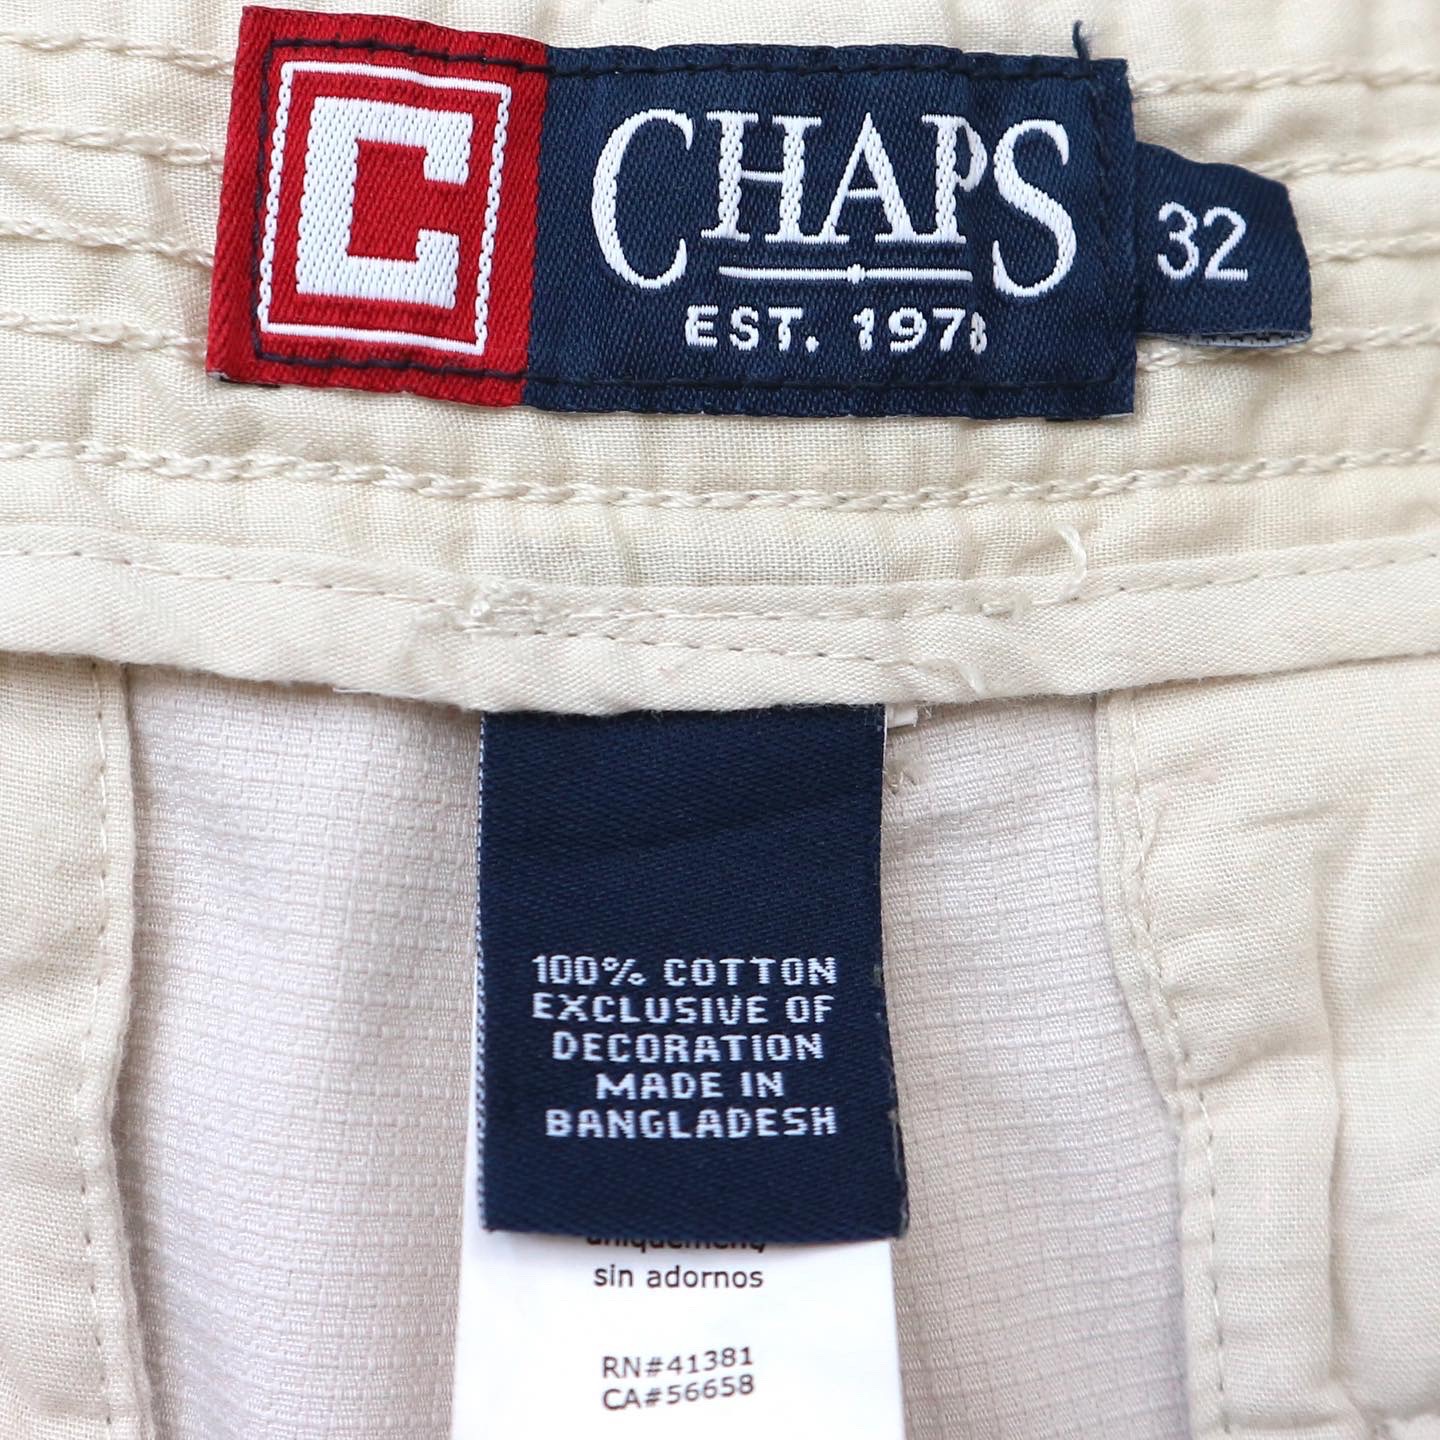 C CHAPS 32
EST. 1978
100% COTTON
EXCLUSIVE OF
DECORATION
MADE IN
BANGLADESH
sin adornos
RN#41381
CA#56658